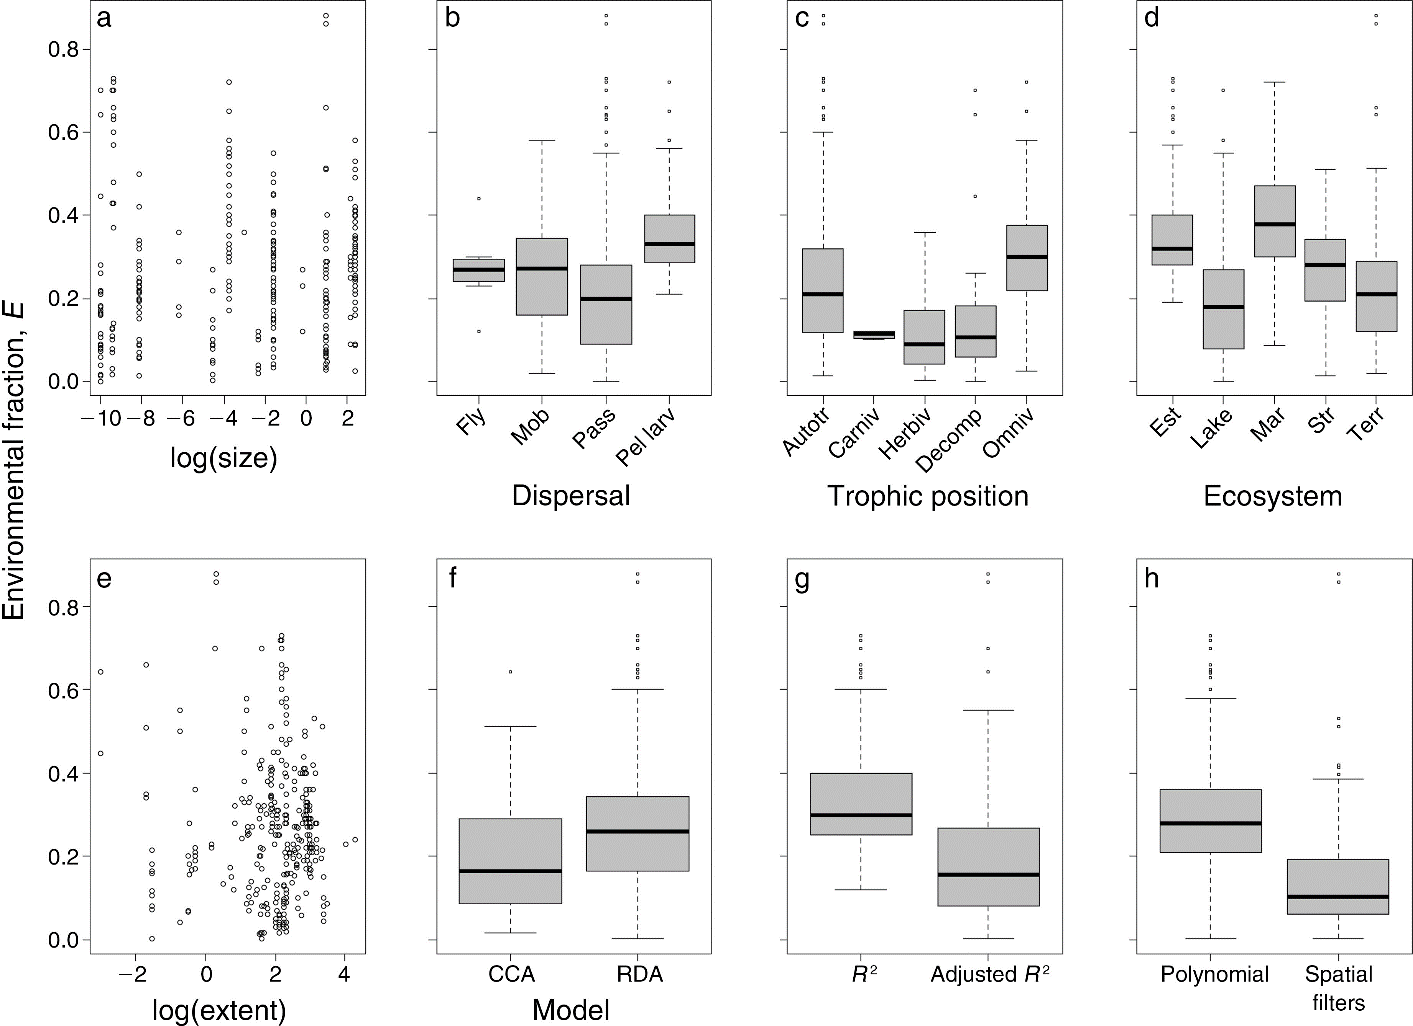 Environmental fraction, E
a
0.8
0.6
0.4
0.2
0.0
−10 −8 −6 −4 −2 0 2
log(size)
b
Fly
Mob
Pass
Pel larv
Dispersal
c
Autotr
Carniv
Herbiv
Decomp
Omniv
Trophic position
d
Est
Lake
Mar
Str
Terr
Ecosystem
e
0.8
0.6
0.4
0.2
0.0
−2 0 2 4
log(extent)
f
CCA RDA
Model
g
R² Adjusted R²
h
Polynomial Spatial
filters